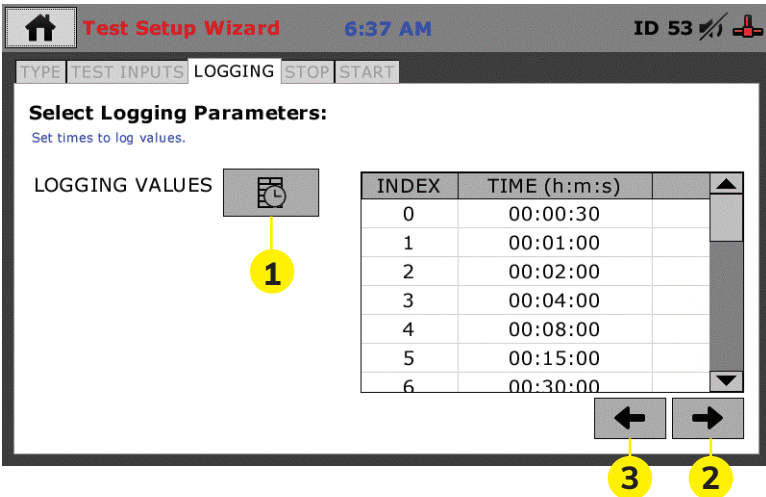 Test Setup Wizard 6:37 AM ID 53
TYPE TEST INPUTS LOGGING STOP START
Select Logging Parameters:
Set times to log values.
LOGGING VALUES
1
INDEX TIME (h:m:s)
0 00:00:30
1 00:01:00
2 00:02:00
3 00:04:00
4 00:08:00
5 00:15:00
6 00:30:00
3 2